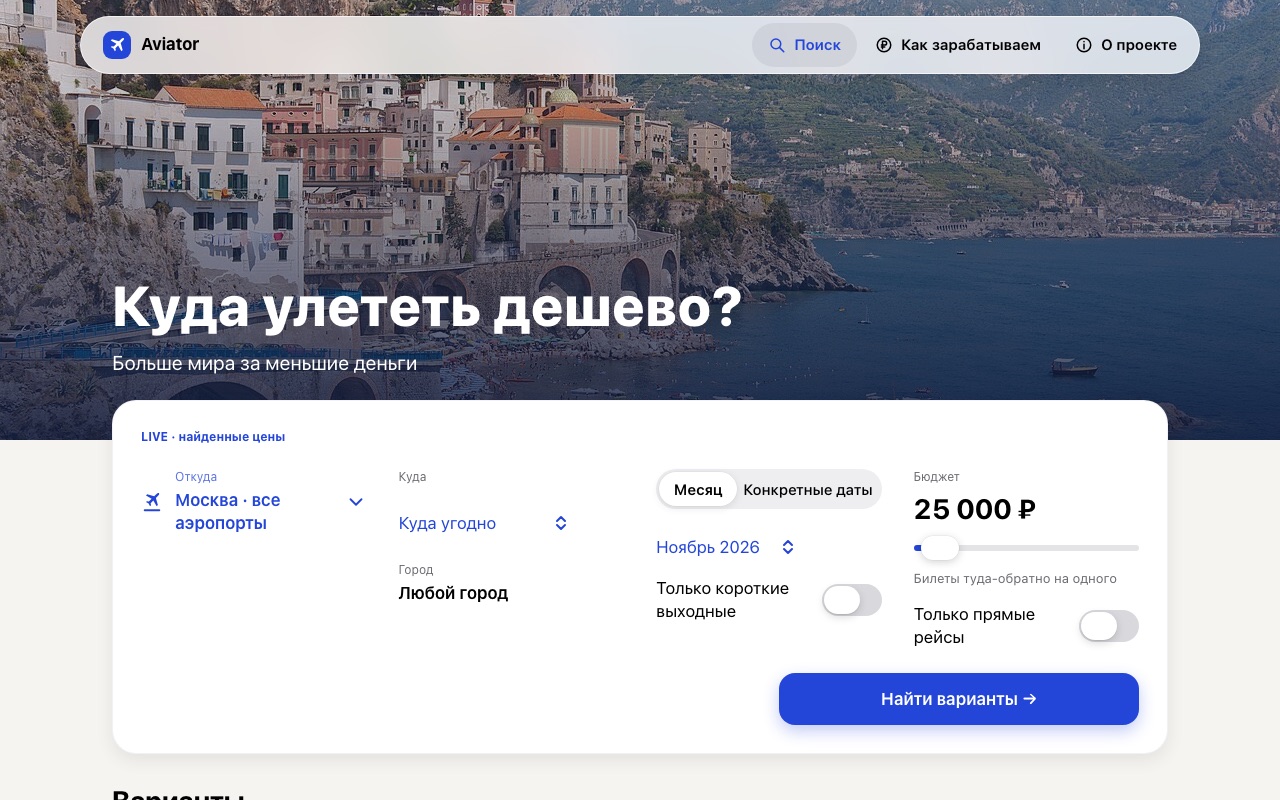 Aviator
Поиск
Как зарабатываем
О проекте
Куда улететь дешево?
Больше мира за меньшие деньги
LIVE · найденные цены
Откуда
Москва · все
аэропорты
Куда
Куда угодно
Город
Любой город
Месяц
Конкретные даты
Ноябрь 2026
Только короткие
выходные
Бюджет
25 000 ₽
Билеты туда-обратно на одного
Только прямые
рейсы
Найти варианты →
Варианты